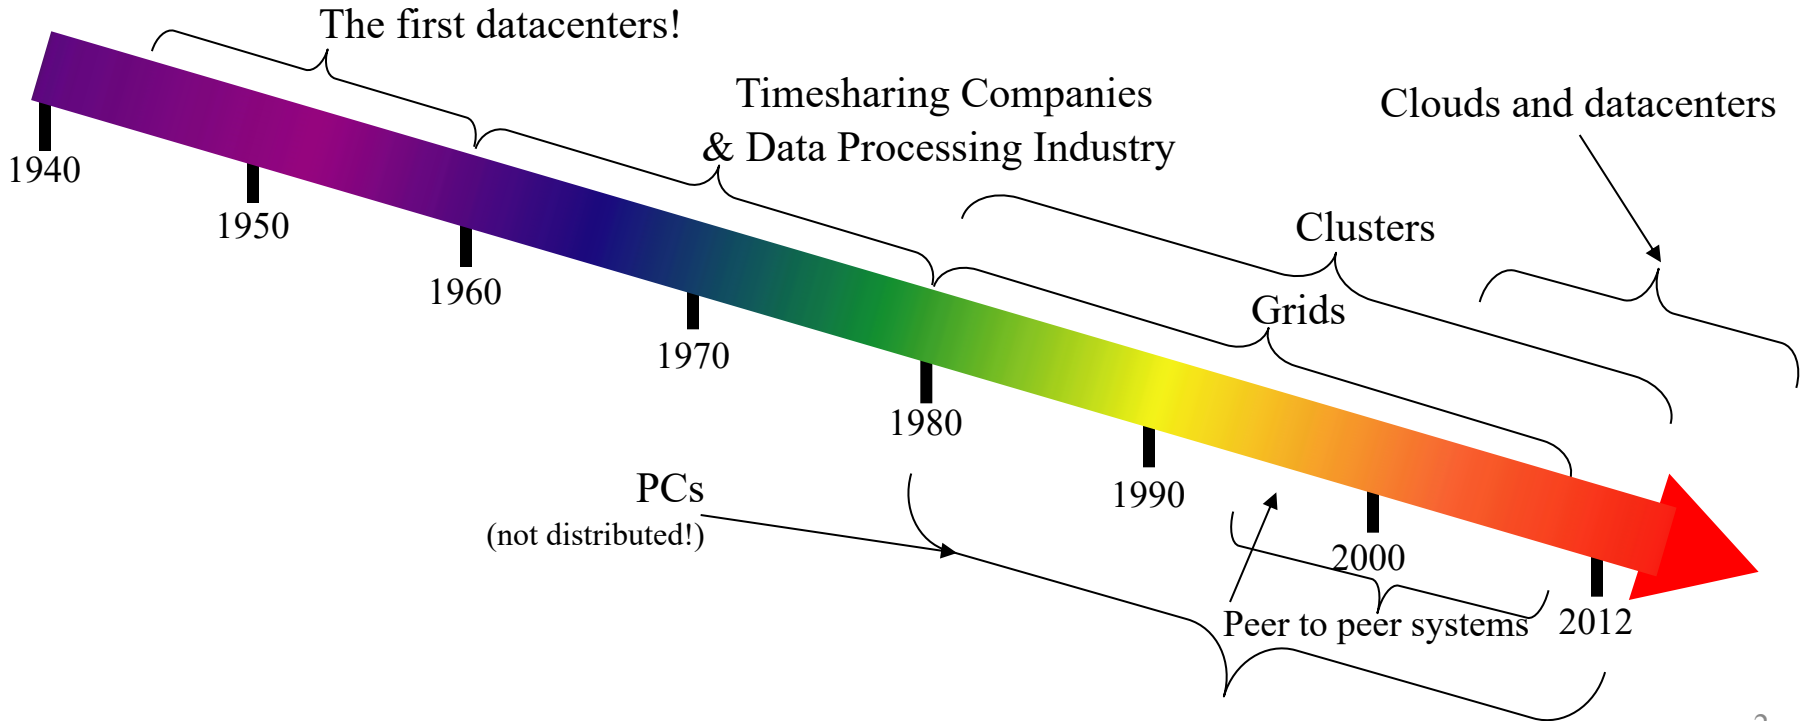 The first datacenters!
Timesharing Companies
& Data Processing Industry
Clouds and datacenters
Clusters
Grids
1940
1950
1960
1970
1980
1990
2000
2012
PCs
(not distributed!)
Peer to peer systems